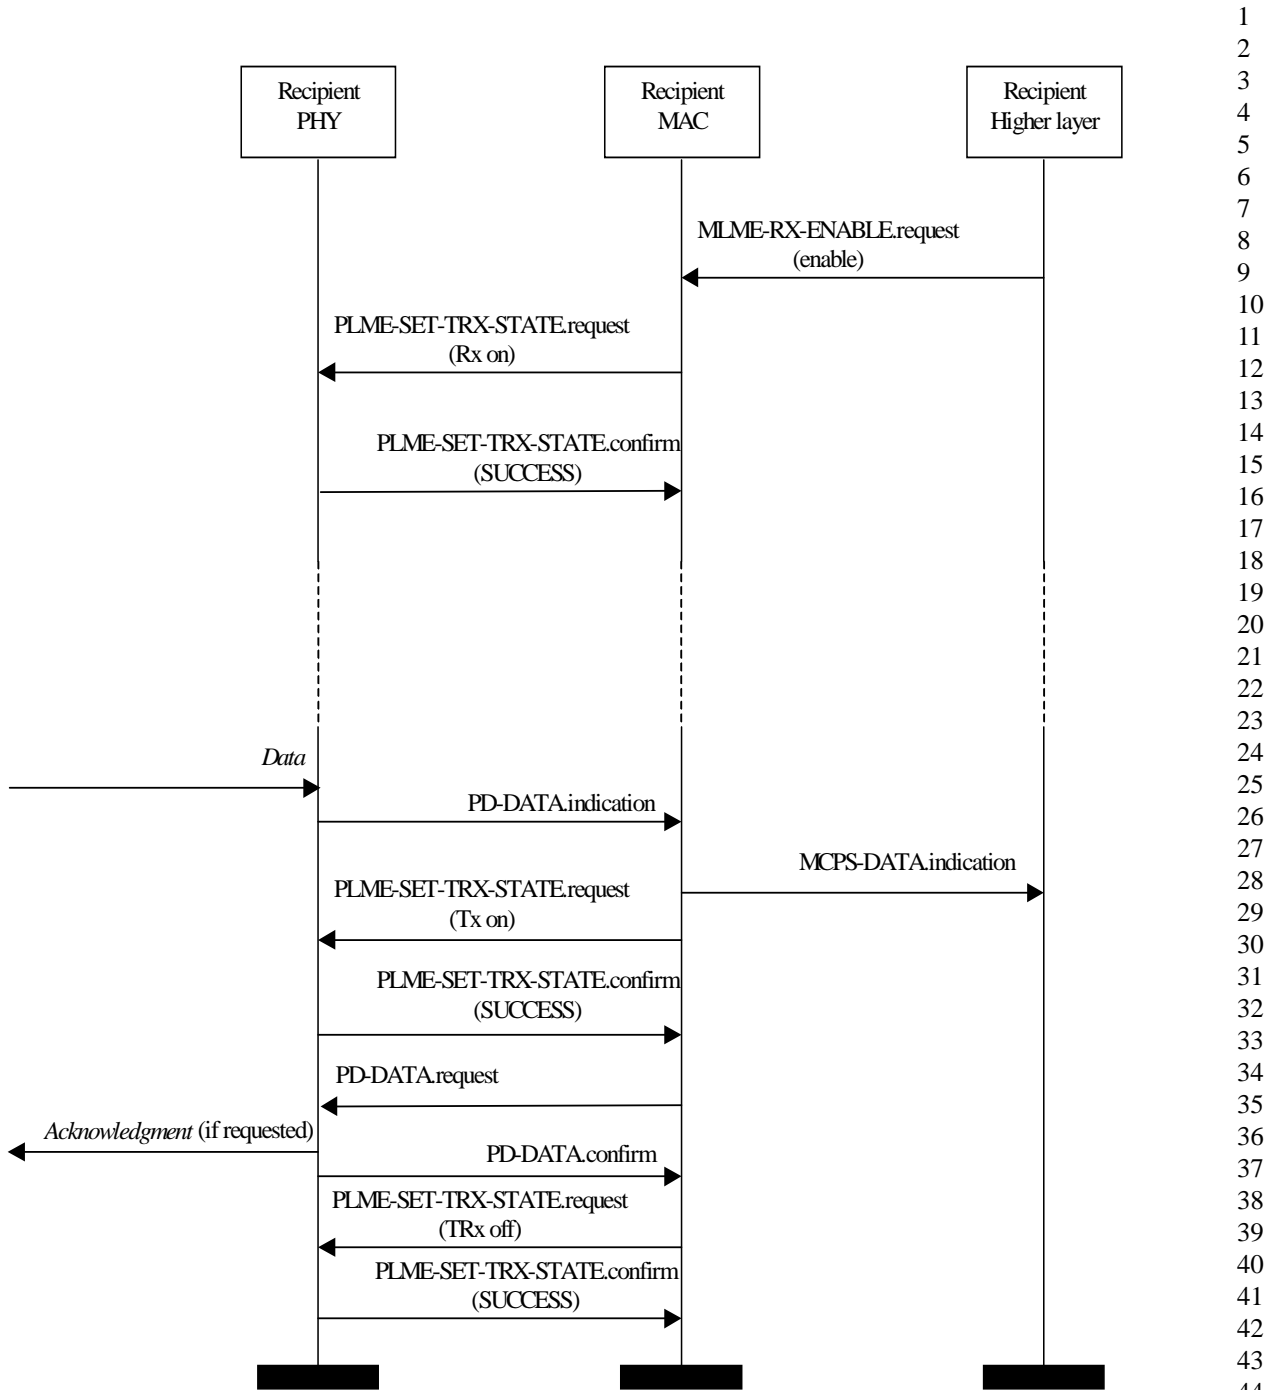 1
2
3
4
5
6
7
8
9
10
11
12
13
14
15
16
17
18
19
20
21
22
23
24
25
26
27
28
29
30
31
32
33
34
35
36
37
38
39
40
41
42
43
Recipient
PHY
Recipient
MAC
Recipient
Higher layer
MLME-RX-ENABLE.request
(enable)
PLME-SET-TRX-STATE.request
(Rx on)
PLME-SET-TRX-STATE.confirm
(SUCCESS)
Data
PD-DATA.indication
MCPS-DATA.indication
PLME-SET-TRX-STATE.request
(Tx on)
PLME-SET-TRX-STATE.confirm
(SUCCESS)
PD-DATA.request
Acknowledgment (if requested)
PD-DATA.confirm
PLME-SET-TRX-STATE.request
(TRx off)
PLME-SET-TRX-STATE.confirm
(SUCCESS)